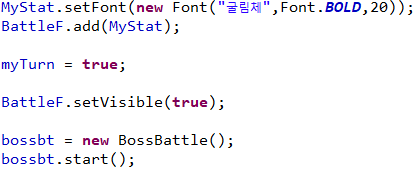 MyStat.setFont(new Font("굴림체",Font.BOLD,20));
BattleF.add(MyStat);
myTurn = true;
BattleF.setVisible(true);
bossbt = new BossBattle();
bossbt.start();